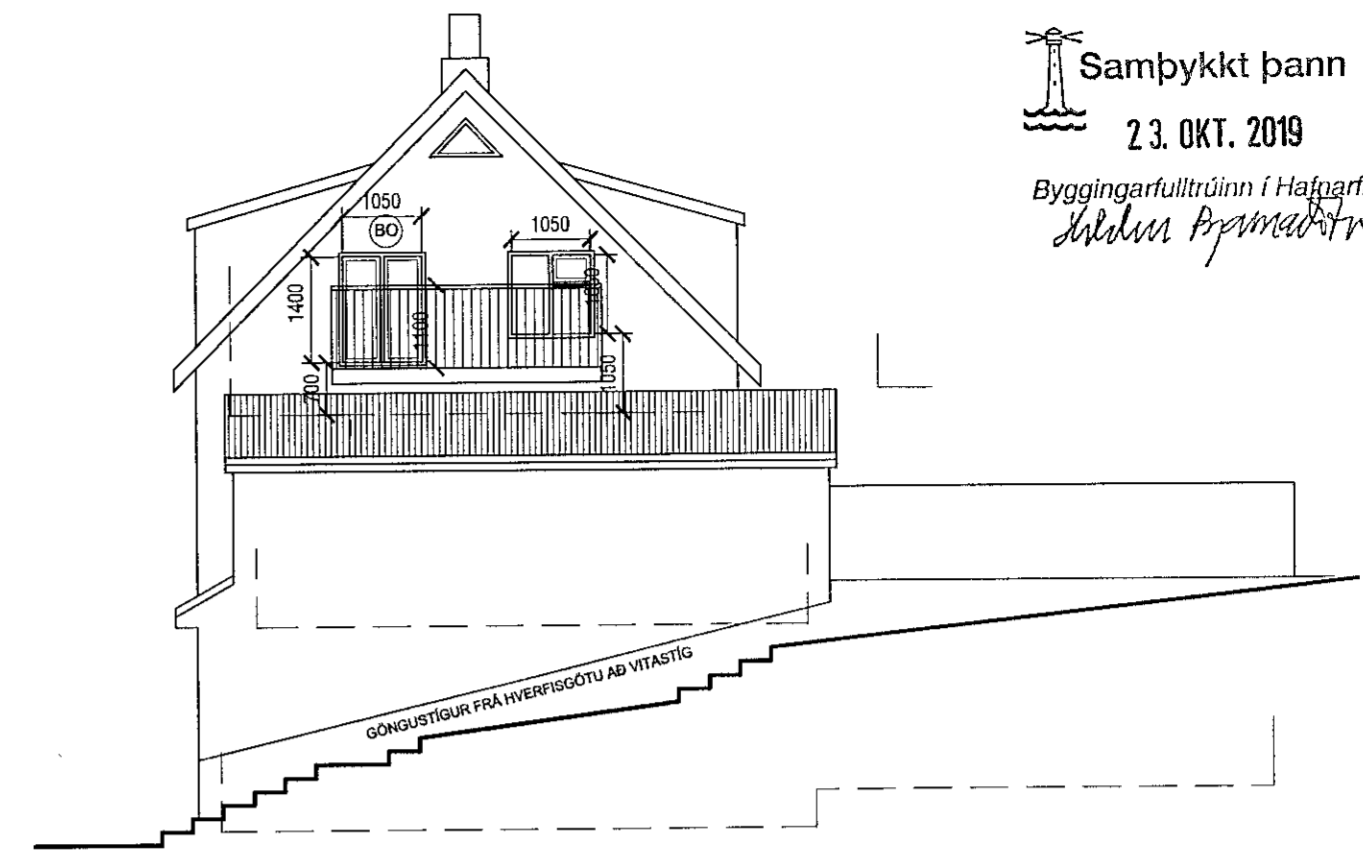 Samþykkt þann
23. OKT. 2019
Byggingarfulltrúinn í Hafnarf
1050
BO
1050
1400
1100
700
1050
GÖNGUSTÍGUR FRÁ HVERFISGÖTU AÐ VITASTÍG